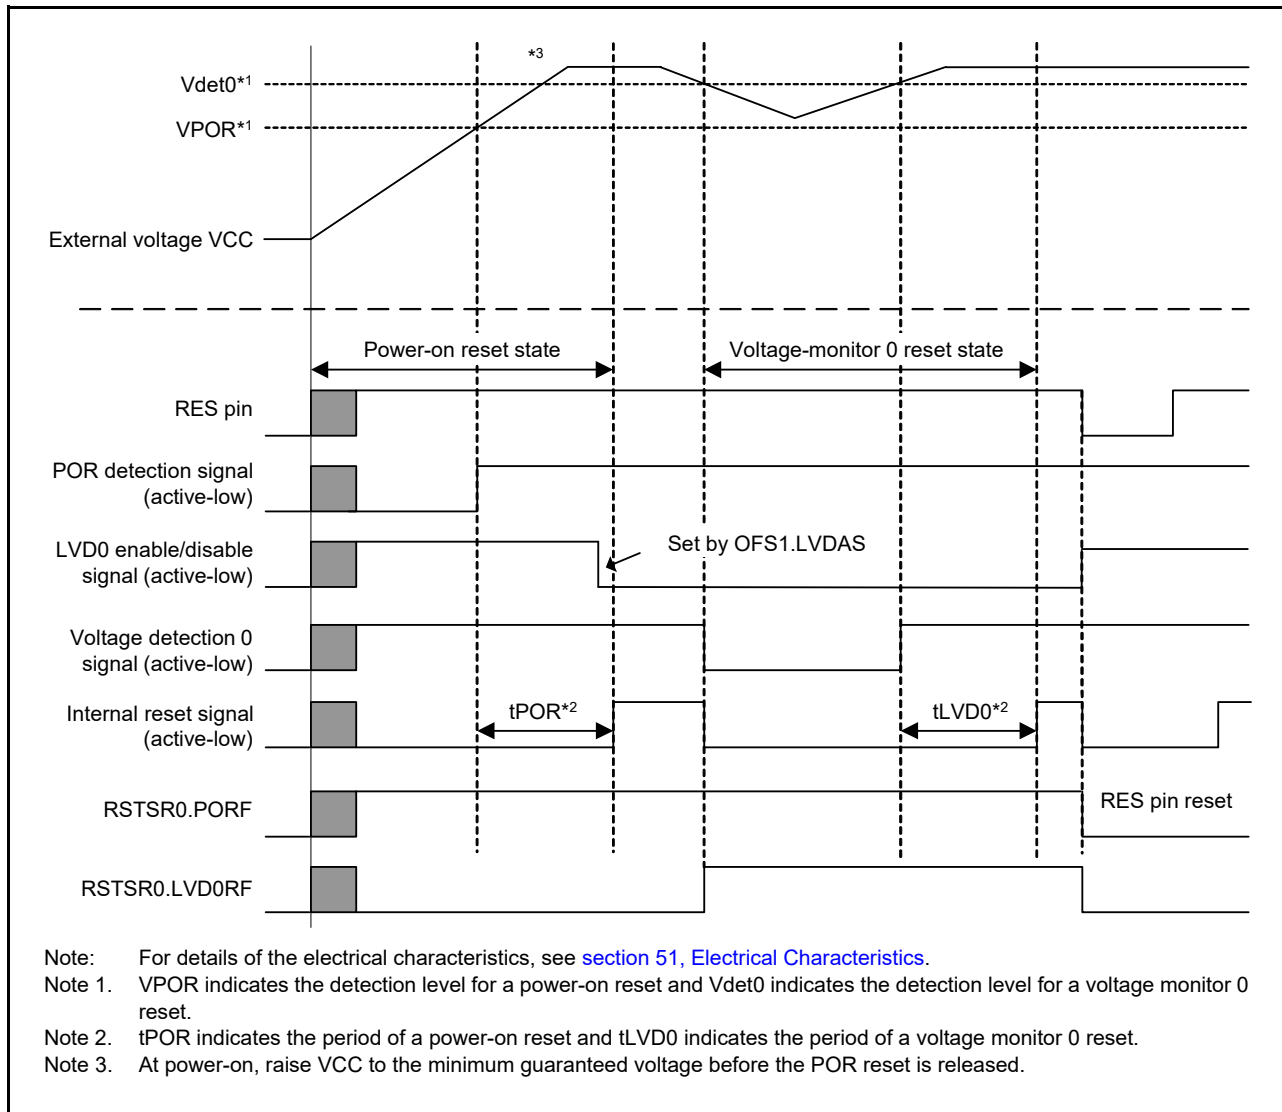 *3
Vdet0*1
VPOR*1
External voltage VCC
Power-on reset state
Voltage-monitor 0 reset state
RES pin
POR detection signal
(active-low)
LVD0 enable/disable
signal (active-low)
Set by OFS1.LVDAS
Voltage detection 0
signal (active-low)
Internal reset signal
(active-low)
tPOR*2
tLVD0*2
RSTSR0.PORF
RES pin reset
RSTSR0.LVD0RF
Note: For details of the electrical characteristics, see section 51, Electrical Characteristics.
Note 1. VPOR indicates the detection level for a power-on reset and Vdet0 indicates the detection level for a voltage monitor 0
reset.
Note 2. tPOR indicates the period of a power-on reset and tLVD0 indicates the period of a voltage monitor 0 reset.
Note 3. At power-on, raise VCC to the minimum guaranteed voltage before the POR reset is released.